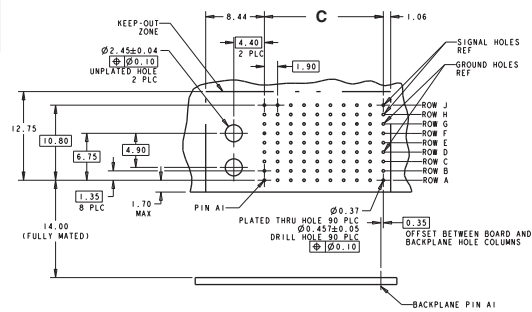 8.44
C
1.06
KEEP-OUT
ZONE
4.40
2 PLC
SIGNAL HOLES
REF
GROUND HOLES
REF
Ø2.45±0.04
⌖ Ø0.10
UNPLATED HOLE
2 PLC
1.90
ROW J
ROW H
ROW G
ROW F
ROW E
ROW D
ROW C
ROW B
ROW A
12.75
10.80
6.75
4.90
1.35
8 PLC
1.70
MAX
PIN A1
Ø0.37
PLATED THRU HOLE 90 PLC
Ø0.457±0.05
DRILL HOLE 90 PLC
⌖ Ø0.10
0.35
OFFSET BETWEEN BOARD AND
BACKPLANE HOLE COLUMNS
14.00
(FULLY MATED)
BACKPLANE PIN A1